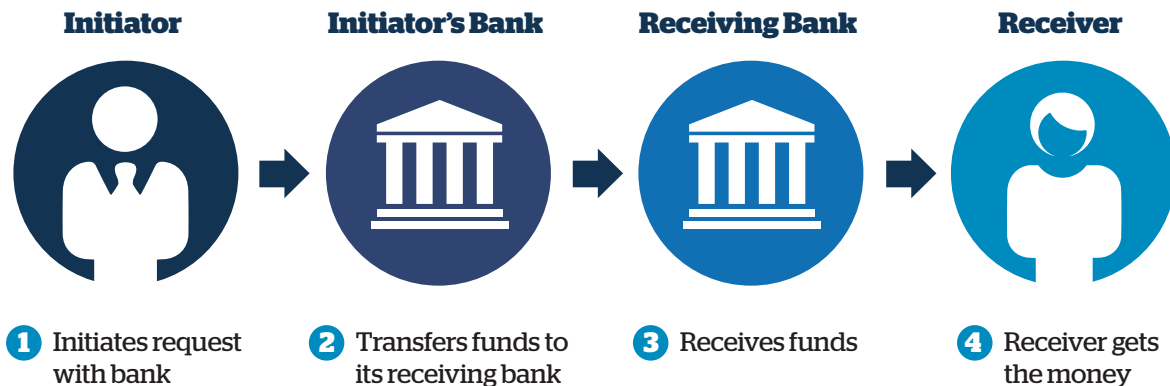 Initiator
Initiator's Bank
Receiving Bank
Receiver
1 Initiates request
with bank
2 Transfers funds to
its receiving bank
3 Receives funds
4 Receiver gets
the money